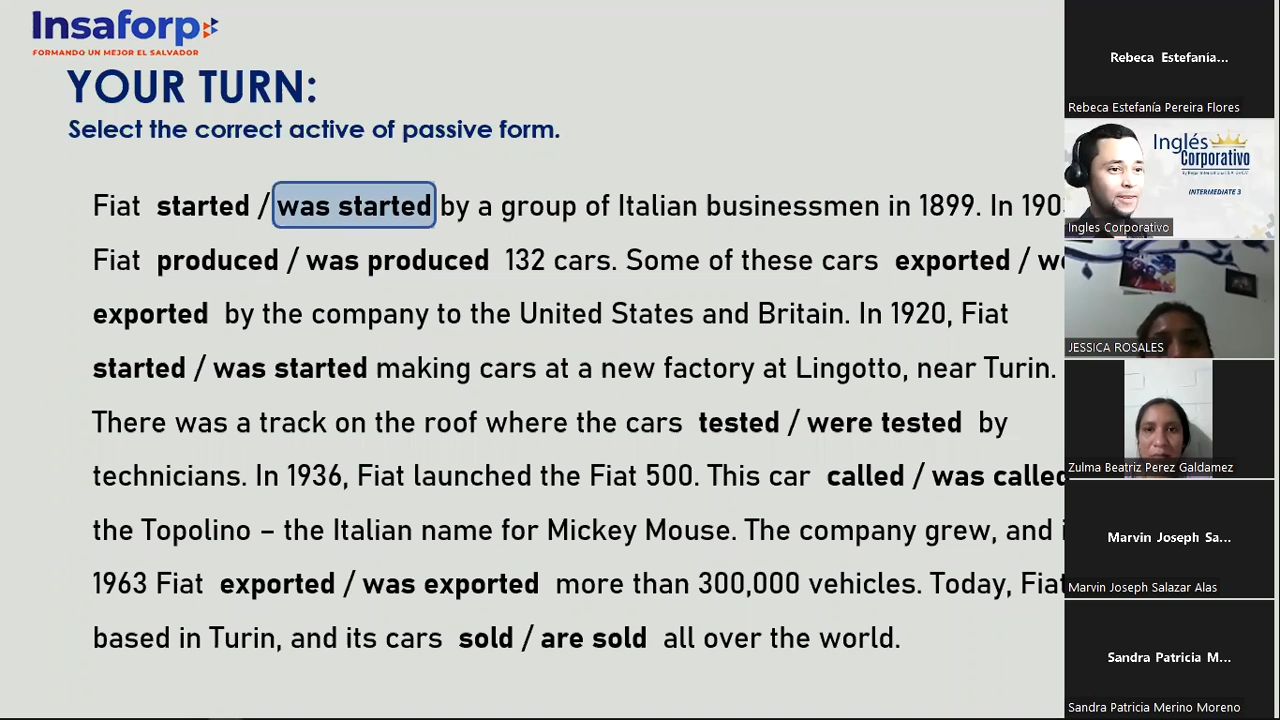 Insaforp
FORMANDO UN MEJOR EL SALVADOR
YOUR TURN:
Select the correct active of passive form.
Fiat started / was started by a group of Italian businessmen in 1899. In 190
Fiat produced / was produced 132 cars. Some of these cars exported / we
exported by the company to the United States and Britain. In 1920, Fiat
started / was started making cars at a new factory at Lingotto, near Turin.
There was a track on the roof where the cars tested / were tested by
technicians. In 1936, Fiat launched the Fiat 500. This car called / was called
the Topolino – the Italian name for Mickey Mouse. The company grew, and
1963 Fiat exported / was exported more than 300,000 vehicles. Today, Fiat
based in Turin, and its cars sold / are sold all over the world.
Rebeca Estefanía...
Rebeca Estefanía Pereira Flores
Inglés
Corporativo
INTERMEDIATE 3
Ingles Corporativo
JESSICA ROSALES
Zulma Beatriz Perez Galdamez
Marvin Joseph Sa...
Marvin Joseph Salazar Alas
Sandra Patricia M...
Sandra Patricia Merino Moreno